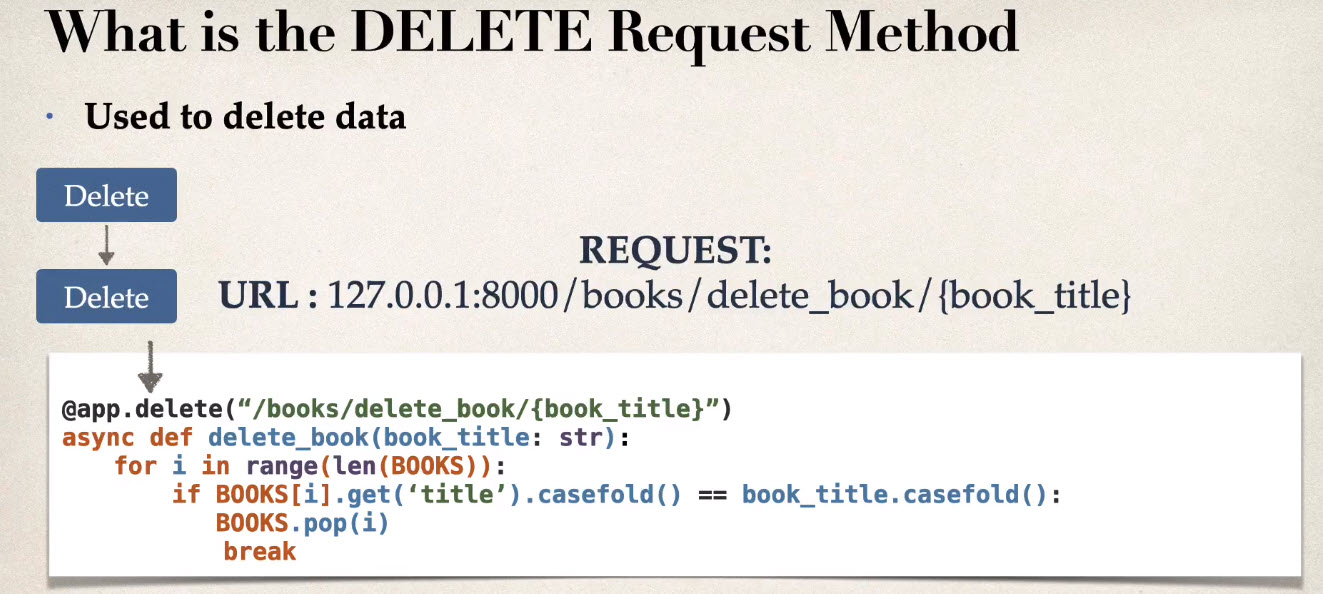 What is the DELETE Request Method
• Used to delete data
Delete
Delete
REQUEST:
URL : 127.0.0.1:8000/books/delete_book/{book_title}
@app.delete(“/books/delete_book/{book_title}”)
async def delete_book(book_title: str):
    for i in range(len(BOOKS)):
        if BOOKS[i].get(‘title’).casefold() == book_title.casefold():
           BOOKS.pop(i)
           break